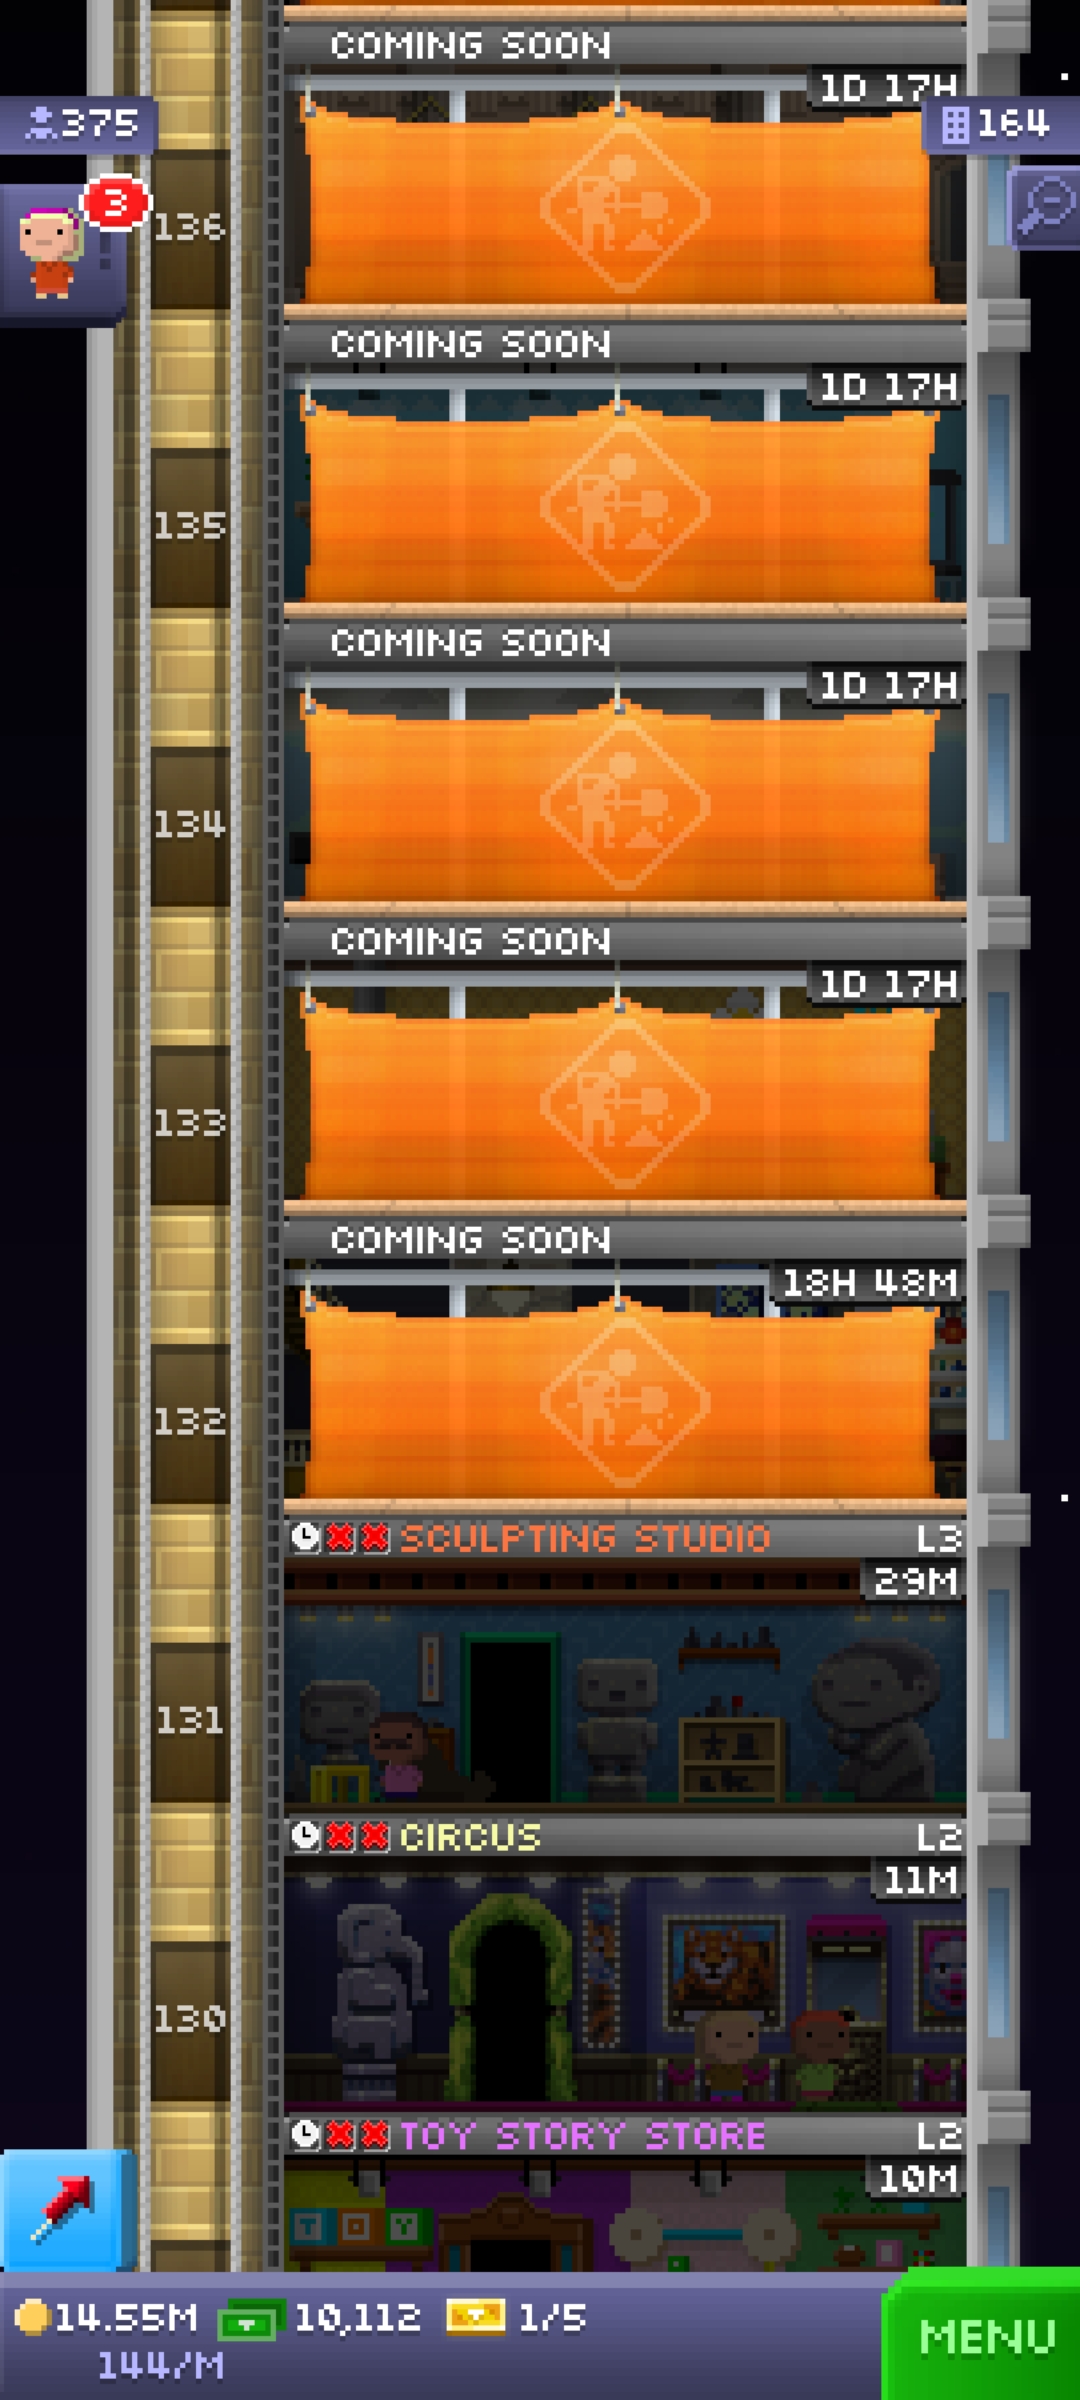 COMING SOON
1D 17H
375
164
3
136
COMING SOON
1D 17H
135
COMING SOON
1D 17H
134
COMING SOON
1D 17H
133
COMING SOON
18H 48M
132
SCULPTING STUDIO L3
29M
131
CIRCUS L2
11M
130
TOY STORY STORE L2
10M
TOY
14.55M 10,112 1/5
144/M
MENU